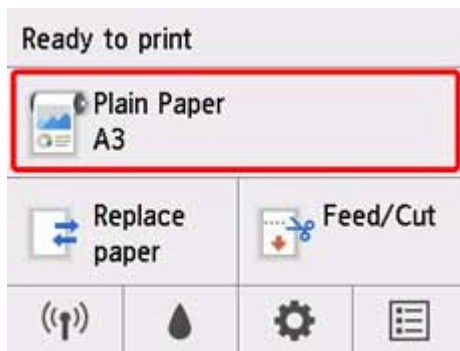 Ready to print
Plain Paper
A3
Replace
paper
Feed/Cut